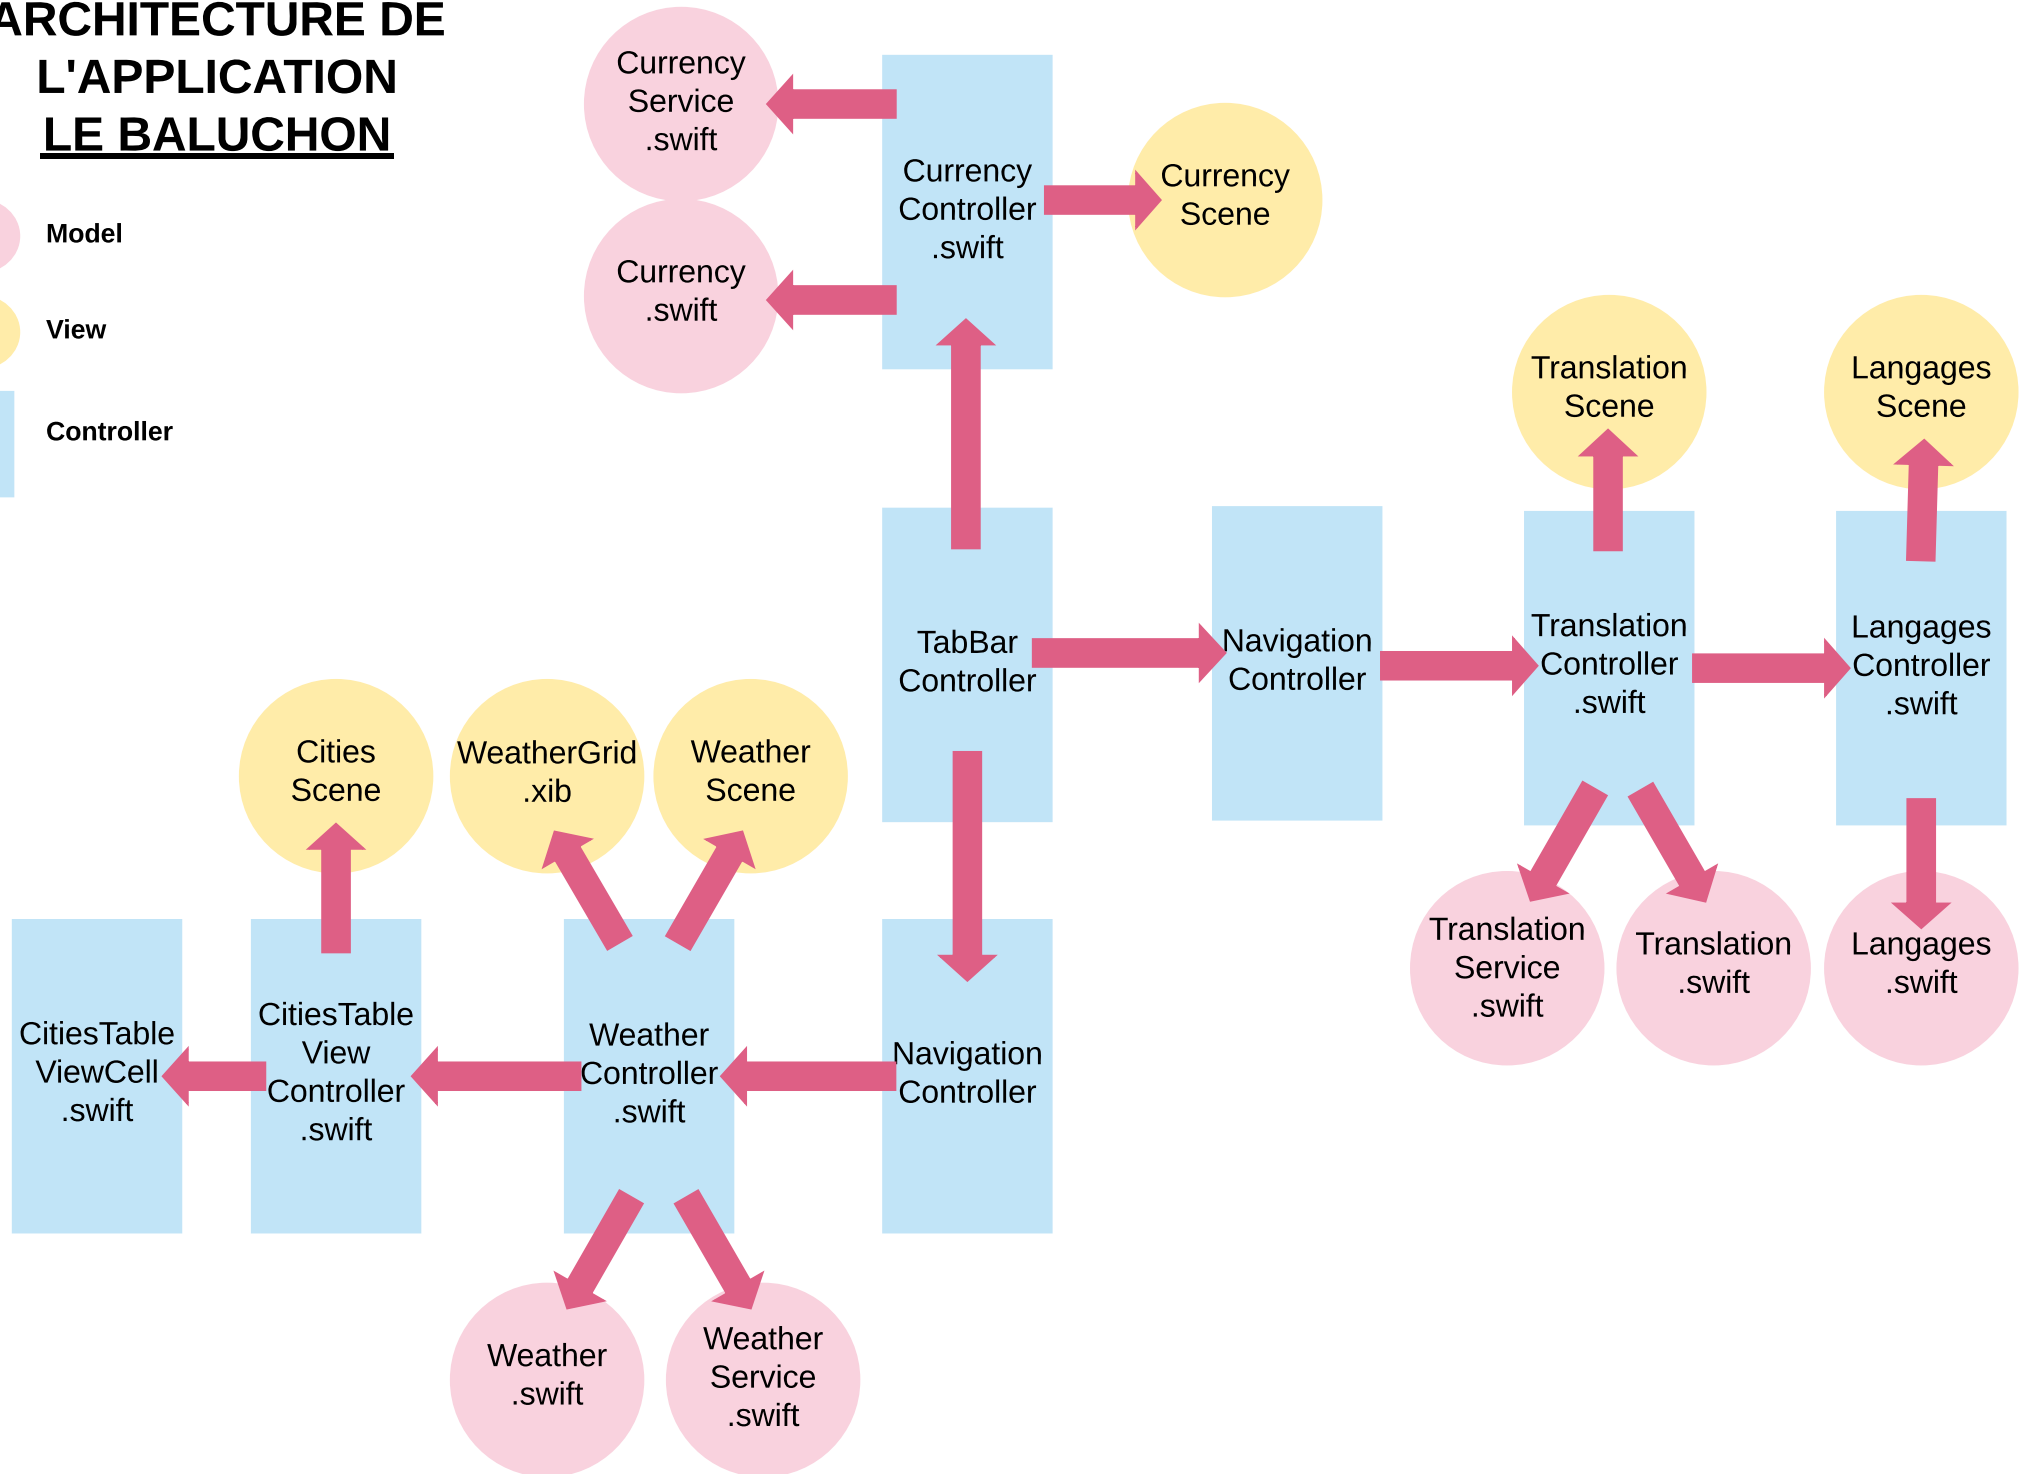 ARCHITECTURE DE
L'APPLICATION
LE BALUCHON
Model
View
Controller
Currency
Service
.swift
Currency
.swift
Currency
Controller
.swift
Currency
Scene
Translation
Scene
Langages
Scene
TabBar
Controller
Navigation
Controller
Translation
Controller
.swift
Langages
Controller
.swift
Cities
Scene
WeatherGrid
.xib
Weather
Scene
Translation
Service
.swift
Translation
.swift
Langages
.swift
CitiesTable
ViewCell
.swift
CitiesTable
View
Controller
.swift
Weather
Controller
.swift
Navigation
Controller
Weather
.swift
Weather
Service
.swift